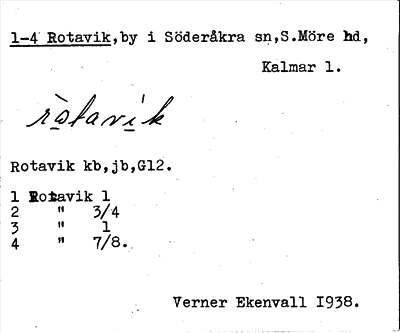 1-4 Rotavik,by i Söderåkra sn,S.Möre hd,
Kalmar l.
ròtavik
Rotavik kb,jb,G12.
1 Rotavik 1
2 " 3/4
3 " 1
4 " 7/8.
Verner Ekenvall 1938.